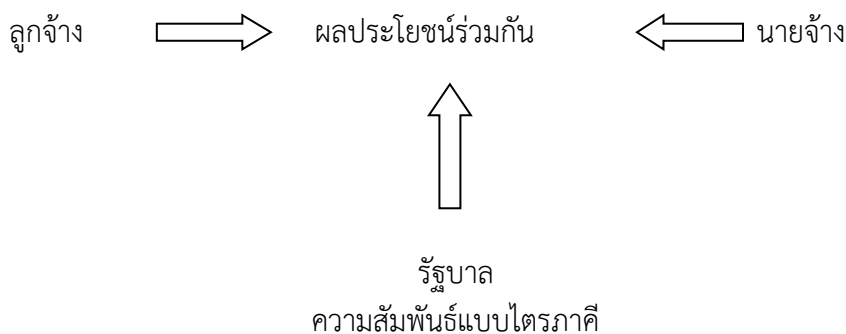 ลูกจ้าง ผลประโยชน์ร่วมกัน นายจ้าง
รัฐบาล
ความสัมพันธ์แบบไตรภาคี